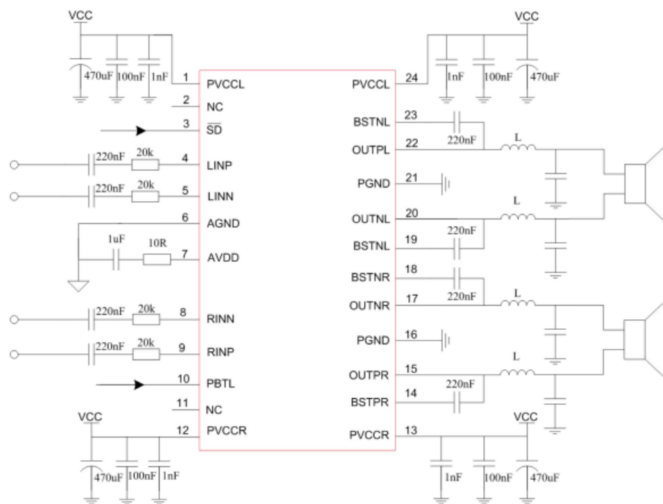 VCC
470uF 100nF 1nF
1 PVCCL
2 NC
3 SD
220nF 20k 4 LINP
220nF 20k 5 LINN
6 AGND
1uF 10R 7 AVDD
220nF 20k 8 RINN
220nF 20k 9 RINP
10 PBTL
11 NC
12 PVCCR
VCC
470uF 100nF 1nF
VCC
PVCCL 24
1nF 100nF 470uF
BSTNL 23
220nF
OUTPL 22
L
PGND 21
OUTNL 20
L
BSTNL 19
220nF
BSTNR 18
220nF
OUTNR 17
L
PGND 16
OUTPR 15
L
220nF
BSTPR 14
PVCCR 13
VCC
1nF 100nF 470uF